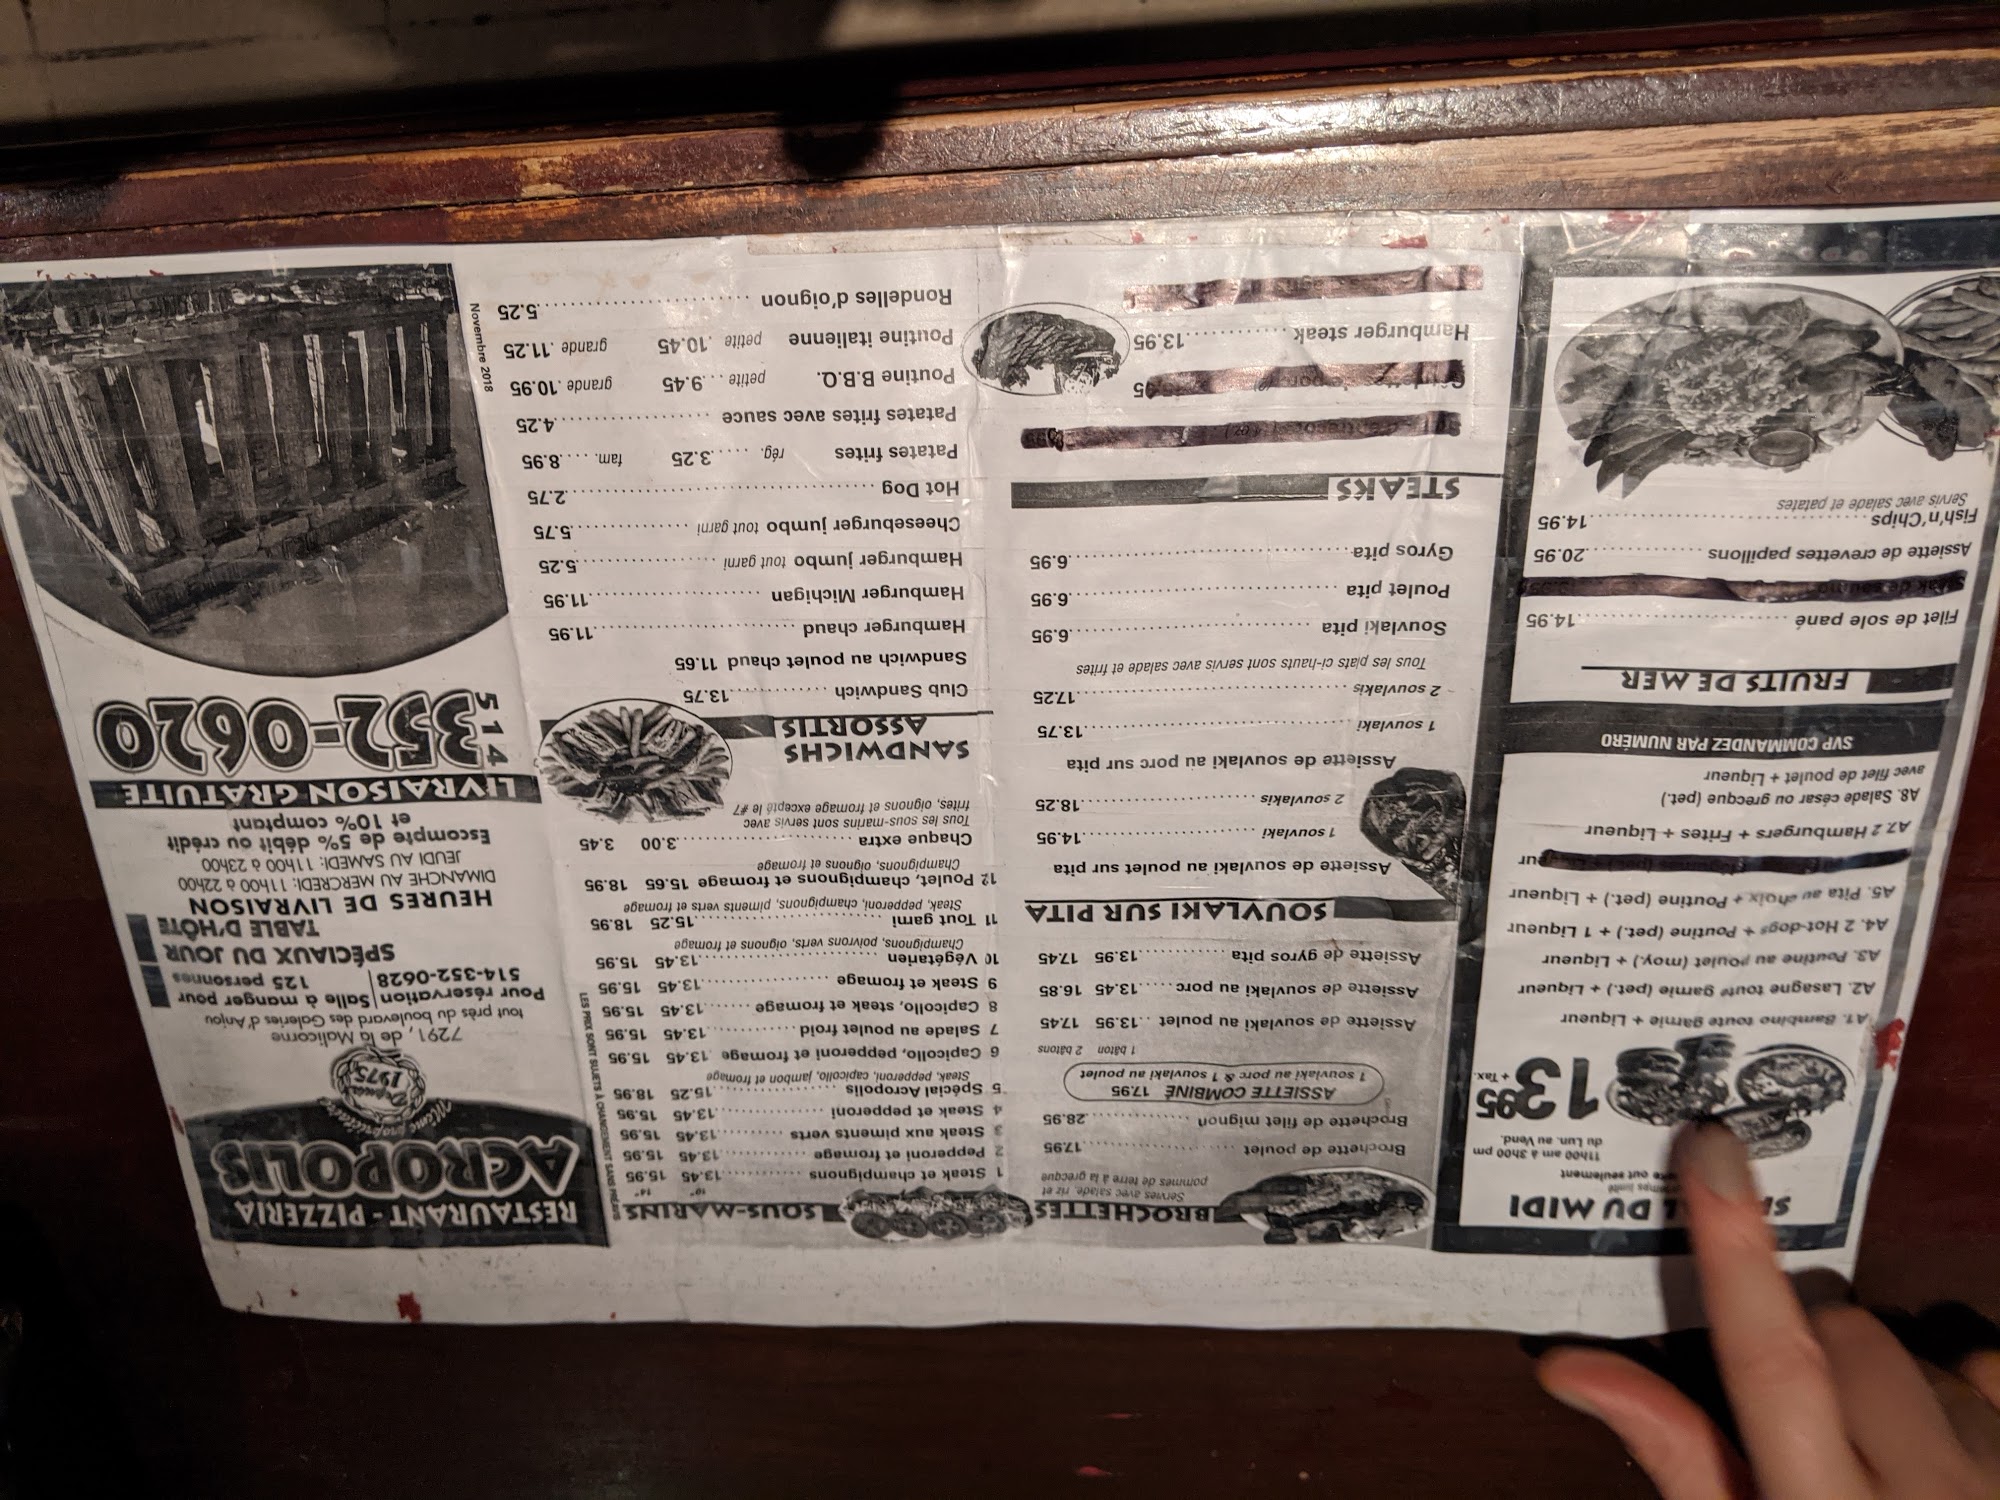 SP L DU MIDI
11h00 am à 3h00 pm
du Lun. au Vend.
13 95
+ Tax.
A1. Bambino toute garnie + Liqueur
A2. Lasagne toute garnie (pet.) + Liqueur
A3. Poutine au poulet (moy.) + Liqueur
A4. 2 Hot-dogs + Poutine (pet.) + 1 Liqueur
A5. Pita au choix + Poutine (pet.) + Liqueur
A7. 2 Hamburgers + Frites + Liqueur
A8. Salade césar ou grecque (pet.)
avec filet de poulet + Liqueur
SVP COMMANDEZ PAR NUMÉRO
FRUITS DE MER
Filet de sole pané ..........14.95
Assiette de crevettes papillons ..........20.95
Fish'n'Chips ..........14.95
Servis avec salade et patates
BROCHETTES
Servies avec salade, riz et
pommes de terre à la grecque
Brochette de poulet ..........17.95
Brochette de filet mignon ..........28.95
ASSIETTE COMBINÉ 17.95
1 souvlaki au porc & 1 souvlaki au poulet
1 bâton 2 bâtons
Assiette de souvlaki au poulet ..13.95 17.45
Assiette de souvlaki au porc ....13.45 16.85
Assiette de gyros pita ..........13.95 17.45
SOUVLAKI SUR PITA
Assiette de souvlaki au poulet sur pita
1 souvlaki ..........14.95
2 souvlakis ..........18.25
Assiette de souvlaki au porc sur pita
1 souvlaki ..........13.75
2 souvlakis ..........17.25
Tous les plats ci-hauts sont servis avec salade et frites
Souvlaki pita ..........6.95
Poulet pita ..........6.95
Gyros pita ..........6.95
STEAKS
Hamburger steak ..........13.95
SOUS-MARINS
10" 14"
1 Steak et champignons ..........13.45 15.95
2 Pepperoni et fromage ..........13.45 15.95
3 Steak aux piments verts ..........13.45 15.95
4 Steak et pepperoni ..........13.45 15.95
5 Spécial Acropolis ..........15.25 18.95
Steak, pepperoni, capicollo, jambon et fromage
6 Capicollo, pepperoni et fromage .13.45 15.95
7 Salade au poulet froid ..........13.45 15.95
8 Capicollo, steak et fromage .......13.45 15.95
9 Steak et fromage ..........13.45 15.95
10 Végétarien ..........13.45 15.95
Champignons, poivrons verts, oignons et fromage
11 Tout garni ..........15.25 18.95
Steak, pepperoni, champignons, piments verts et fromage
12 Poulet, champignons et fromage 15.65 18.95
Champignons, oignons et fromage
Chaque extra ..........3.00 3.45
Tous les sous-marins sont servis avec
frites, oignons et fromage excepté le #7
LES PRIX SONT SUJETS À CHANGEMENT SANS PRÉAVIS
SANDWICHS
ASSORTIS
Club Sandwich ..........13.75
Sandwich au poulet chaud 11.65
Hamburger chaud ..........11.95
Hamburger Michigan ..........11.95
Hamburger jumbo tout garni ..........5.25
Cheeseburger jumbo tout garni ..........5.75
Hot Dog ..........2.75
Patates frites rég. .....3.25 fam. .....8.95
Patates frites avec sauce ..........4.25
Poutine B.B.Q. petite ...9.45 grande .10.95
Poutine italienne petite .10.45 grande .11.25
Rondelles d'oignon ..........5.25
Novembre 2018
RESTAURANT - PIZZERIA
ACROPOLIS
Même propriétaire
Depuis 1975
7291, de la Malicorne
tout près du boulevard des Galeries d'Anjou
Pour réservation
514-352-0628
Salle à manger pour
125 personnes
SPÉCIAUX DU JOUR
TABLE D'HÔTE
HEURES DE LIVRAISON
DIMANCHE AU MERCREDI: 11h00 à 22h00
JEUDI AU SAMEDI: 11h00 à 23h00
Escompte de 5% débit ou crédit
et 10% comptant
LIVRAISON GRATUITE
514 352-0620